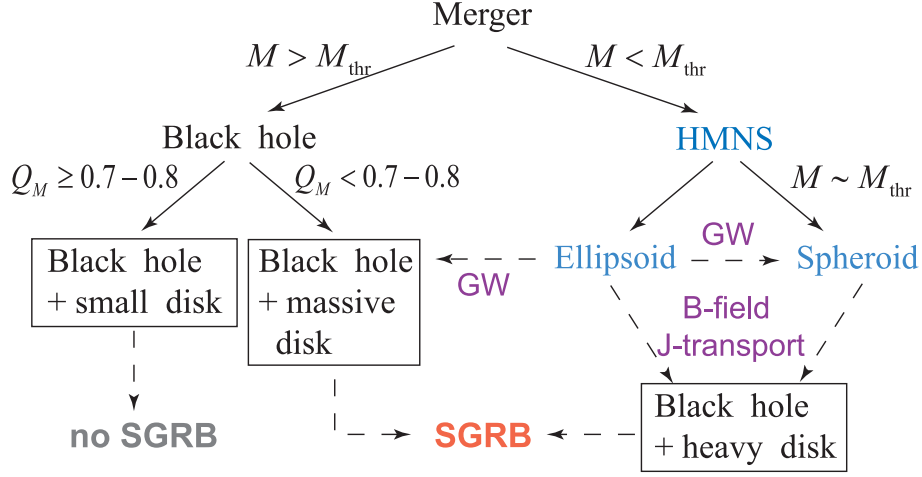 Merger
M > M_thr
M < M_thr
Black hole
HMNS
Q_M ≥ 0.7 – 0.8
Q_M < 0.7 – 0.8
M ~ M_thr
Black hole
+ small disk
Black hole
+ massive
disk
GW
Ellipsoid
GW
Spheroid
B-field
J-transport
Black hole
+ heavy disk
no SGRB
SGRB